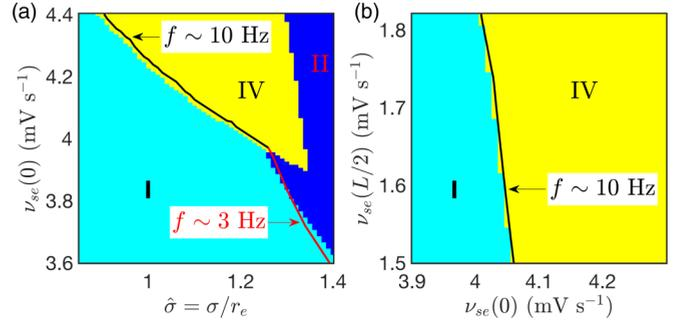 (a)
4.4
4.2
4
3.8
3.6
ν_se(0) (mV s⁻¹)
f ∼ 10 Hz
II
IV
I
f ∼ 3 Hz
1
1.2
1.4
σ̂ = σ/r_e
(b)
1.8
1.7
1.6
1.5
ν_se(L/2) (mV s⁻¹)
IV
I
f ∼ 10 Hz
3.9
4
4.1
4.2
ν_se(0) (mV s⁻¹)